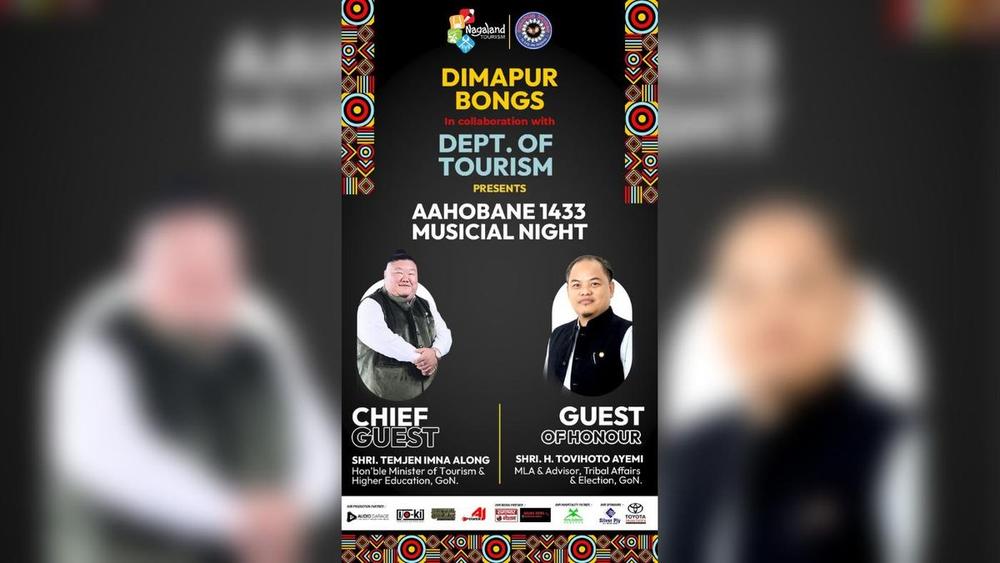 Nagaland
TOURISM
DIMAPUR
BONGS
In collaboration with
DEPT. OF
TOURISM
PRESENTS
AAHOBANE 1433
MUSICIAL NIGHT
CHIEF
GUEST
SHRI. TEMJEN IMNA ALONG
Hon'ble Minister of Tourism &
Higher Education, GoN.
GUEST
OF HONOUR
SHRI. H. TOVIHOTO AYEMI
MLA & Advisor, Tribal Affairs
& Election, GoN.
AUDIO GARAGE
Silver Ply
TOYOTA